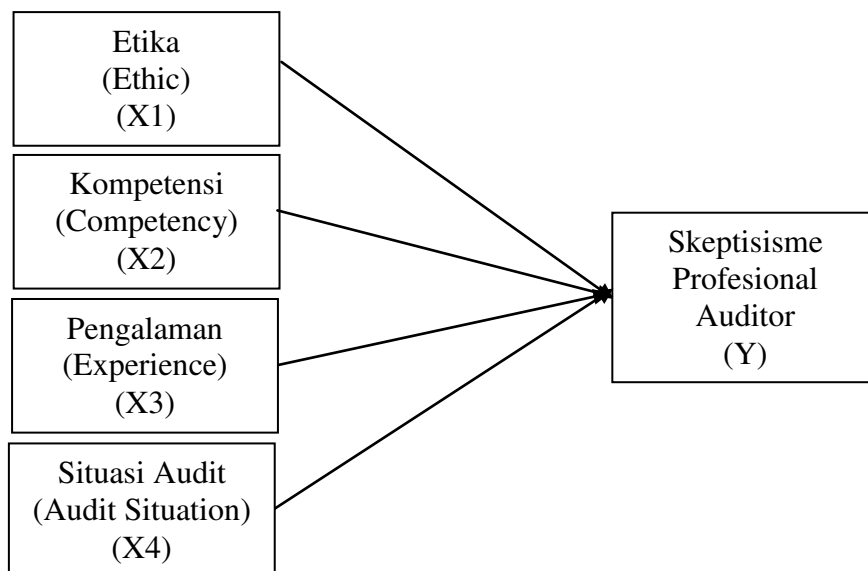 Etika
(Ethic)
(X1)
Kompetensi
(Competency)
(X2)
Pengalaman
(Experience)
(X3)
Situasi Audit
(Audit Situation)
(X4)
Skeptisisme
Profesional
Auditor
(Y)